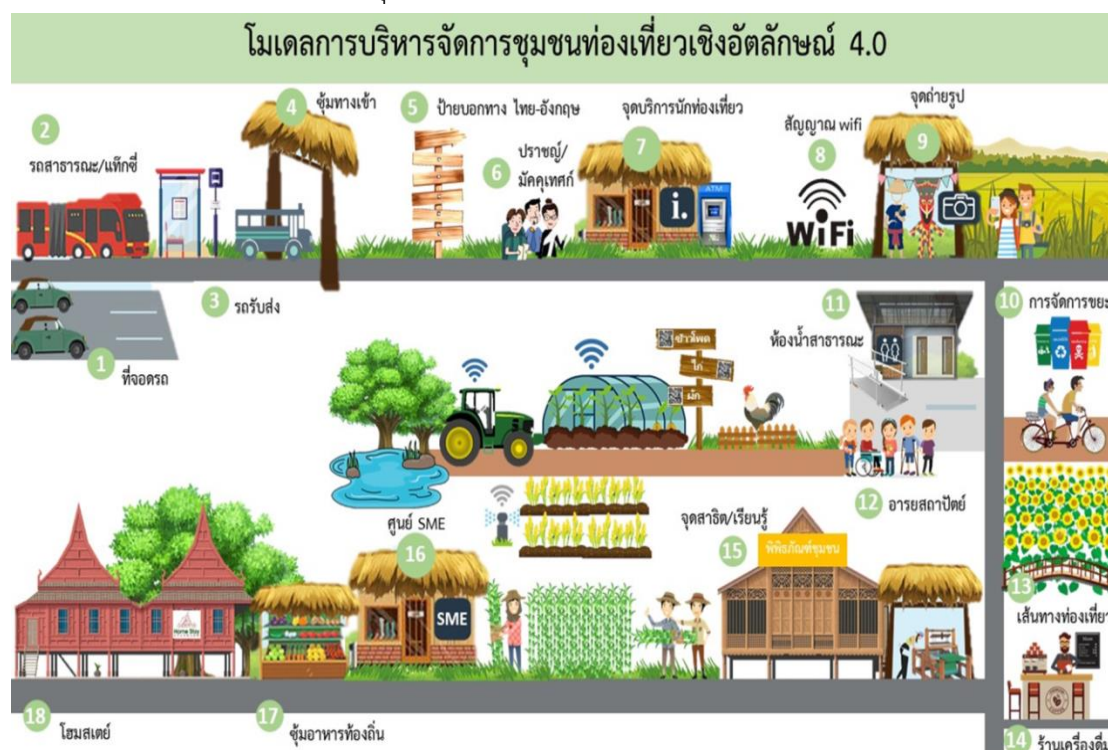 โมเดลการบริหารจัดการชุมชนท่องเที่ยวเชิงอัตลักษณ์ 4.0
2
รถสาธารณะ/แท๊กซี่
4 ซุ้มทางเข้า
5 ป้ายบอกทาง ไทย-อังกฤษ
6 ปราชญ์/
มัคคุเทศก์
จุดบริการนักท่องเที่ยว
7
i.
ATM
สัญญาณ wifi
8
WiFi
จุดถ่ายรูป
9
3 รถรับส่ง
1
ที่จอดรถ
11
ห้องน้ำสาธารณะ
10 การจัดการขยะ
ข้าวโพด
ไก่
ผัก
12 อารยสถาปัตย์
ศูนย์ SME
16
SME
จุดสาธิต/เรียนรู้
15
พิพิธภัณฑ์ชุมชน
13
เส้นทางท่องเที่ยว
Home Stay
18 โฮมสเตย์
17 ซุ้มอาหารท้องถิ่น
14 ร้านเครื่องดื่ม